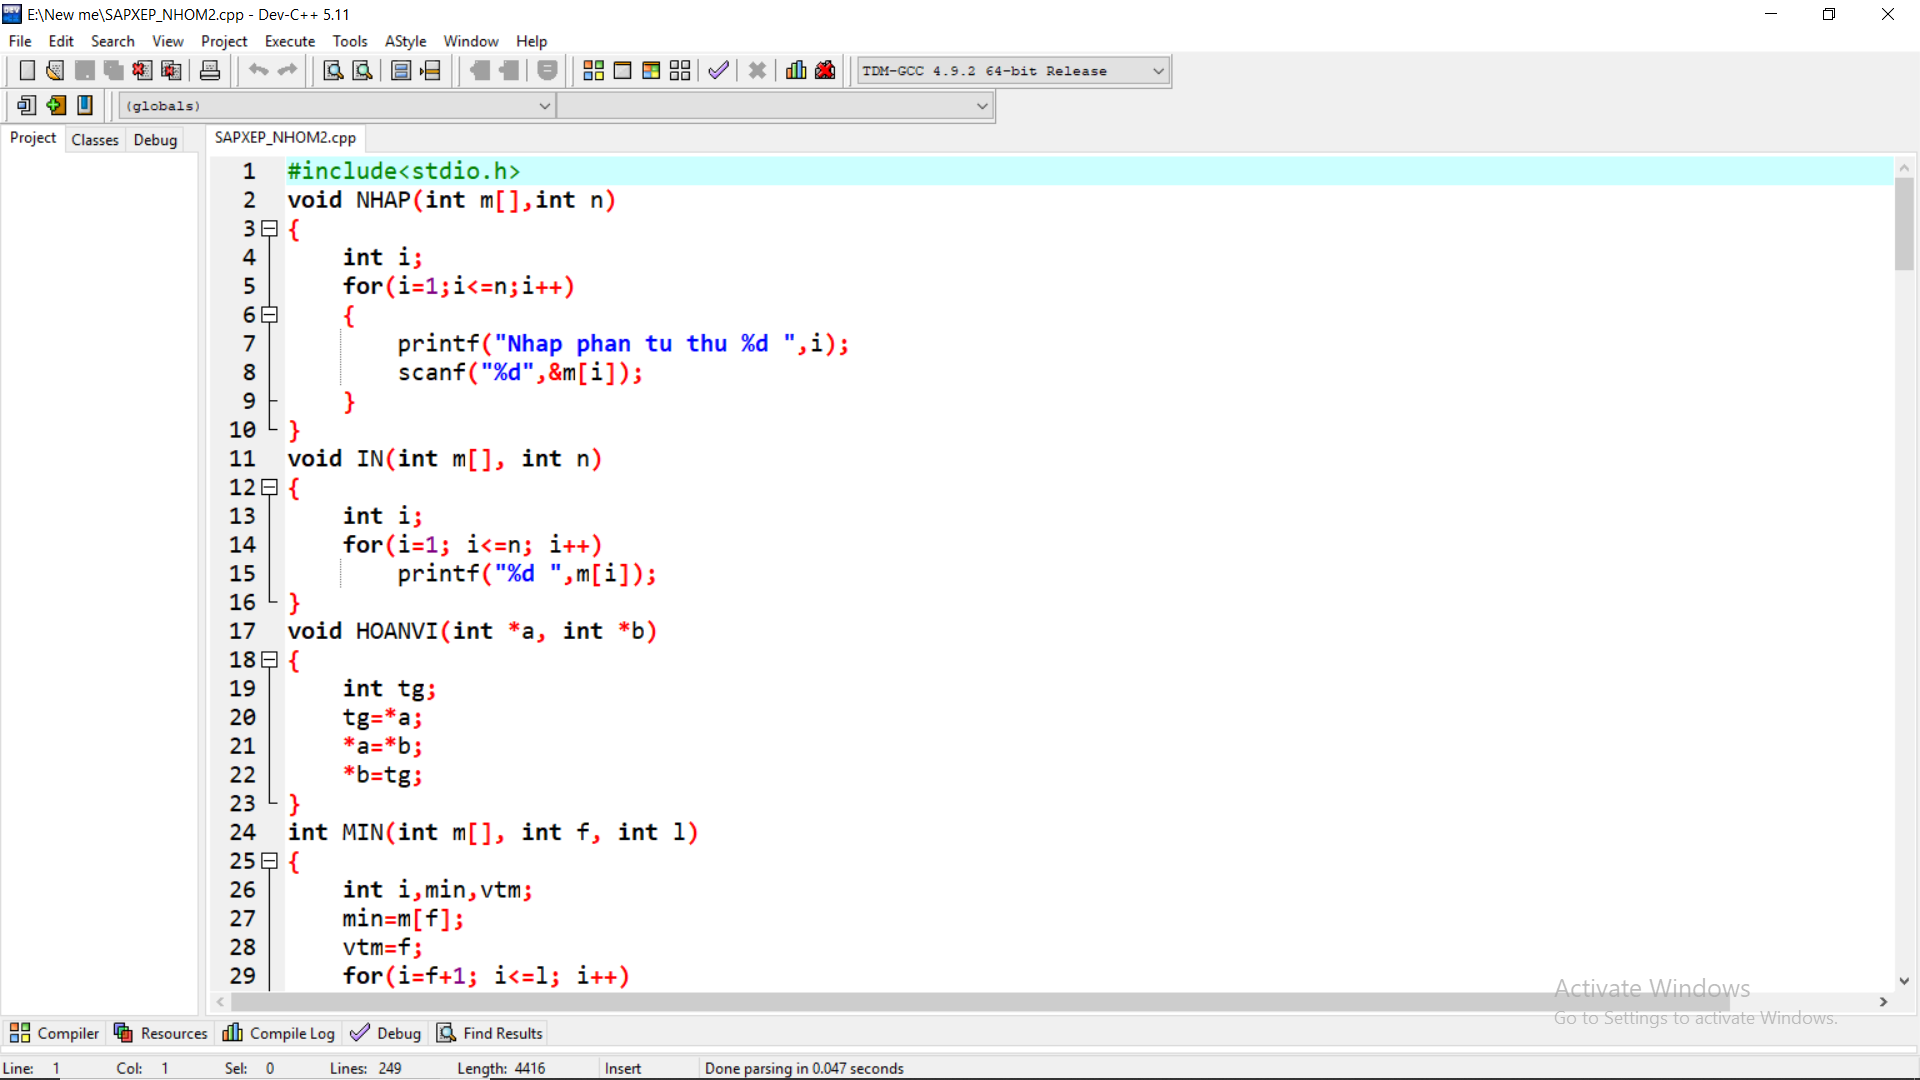 E:\New me\SAPXEP_NHOM2.cpp - Dev-C++ 5.11
File Edit Search View Project Execute Tools AStyle Window Help
TDM-GCC 4.9.2 64-bit Release
(globals)
Project Classes Debug SAPXEP_NHOM2.cpp
1 #include<stdio.h>
2 void NHAP(int m[],int n)
3 {
4 int i;
5 for(i=1;i<=n;i++)
6 {
7 printf("Nhap phan tu thu %d ",i);
8 scanf("%d",&m[i]);
9 }
10 }
11 void IN(int m[], int n)
12 {
13 int i;
14 for(i=1; i<=n; i++)
15 printf("%d ",m[i]);
16 }
17 void HOANVI(int *a, int *b)
18 {
19 int tg;
20 tg=*a;
21 *a=*b;
22 *b=tg;
23 }
24 int MIN(int m[], int f, int l)
25 {
26 int i,min,vtm;
27 min=m[f];
28 vtm=f;
29 for(i=f+1; i<=l; i++)
Activate Windows
Go to Settings to activate Windows.
Compiler Resources Compile Log Debug Find Results
Line: 1 Col: 1 Sel: 0 Lines: 249 Length: 4416 Insert Done parsing in 0.047 seconds